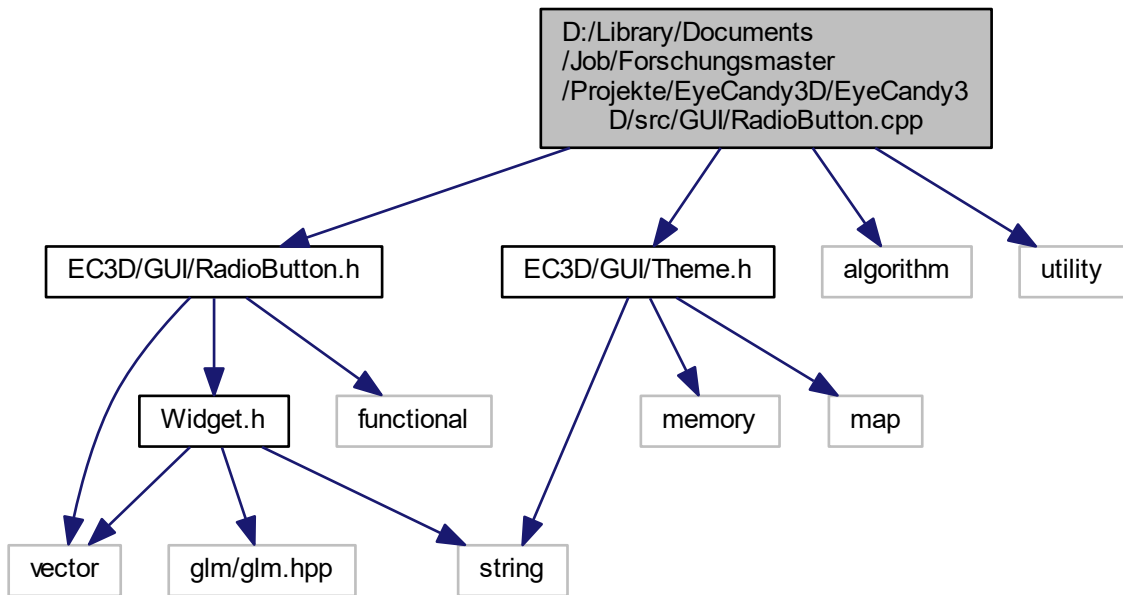 D:/Library/Documents
/Job/Forschungsmaster
/Projekte/EyeCandy3D/EyeCandy3
D/src/GUI/RadioButton.cpp
EC3D/GUI/RadioButton.h
EC3D/GUI/Theme.h
algorithm
utility
Widget.h
functional
memory
map
vector
glm/glm.hpp
string